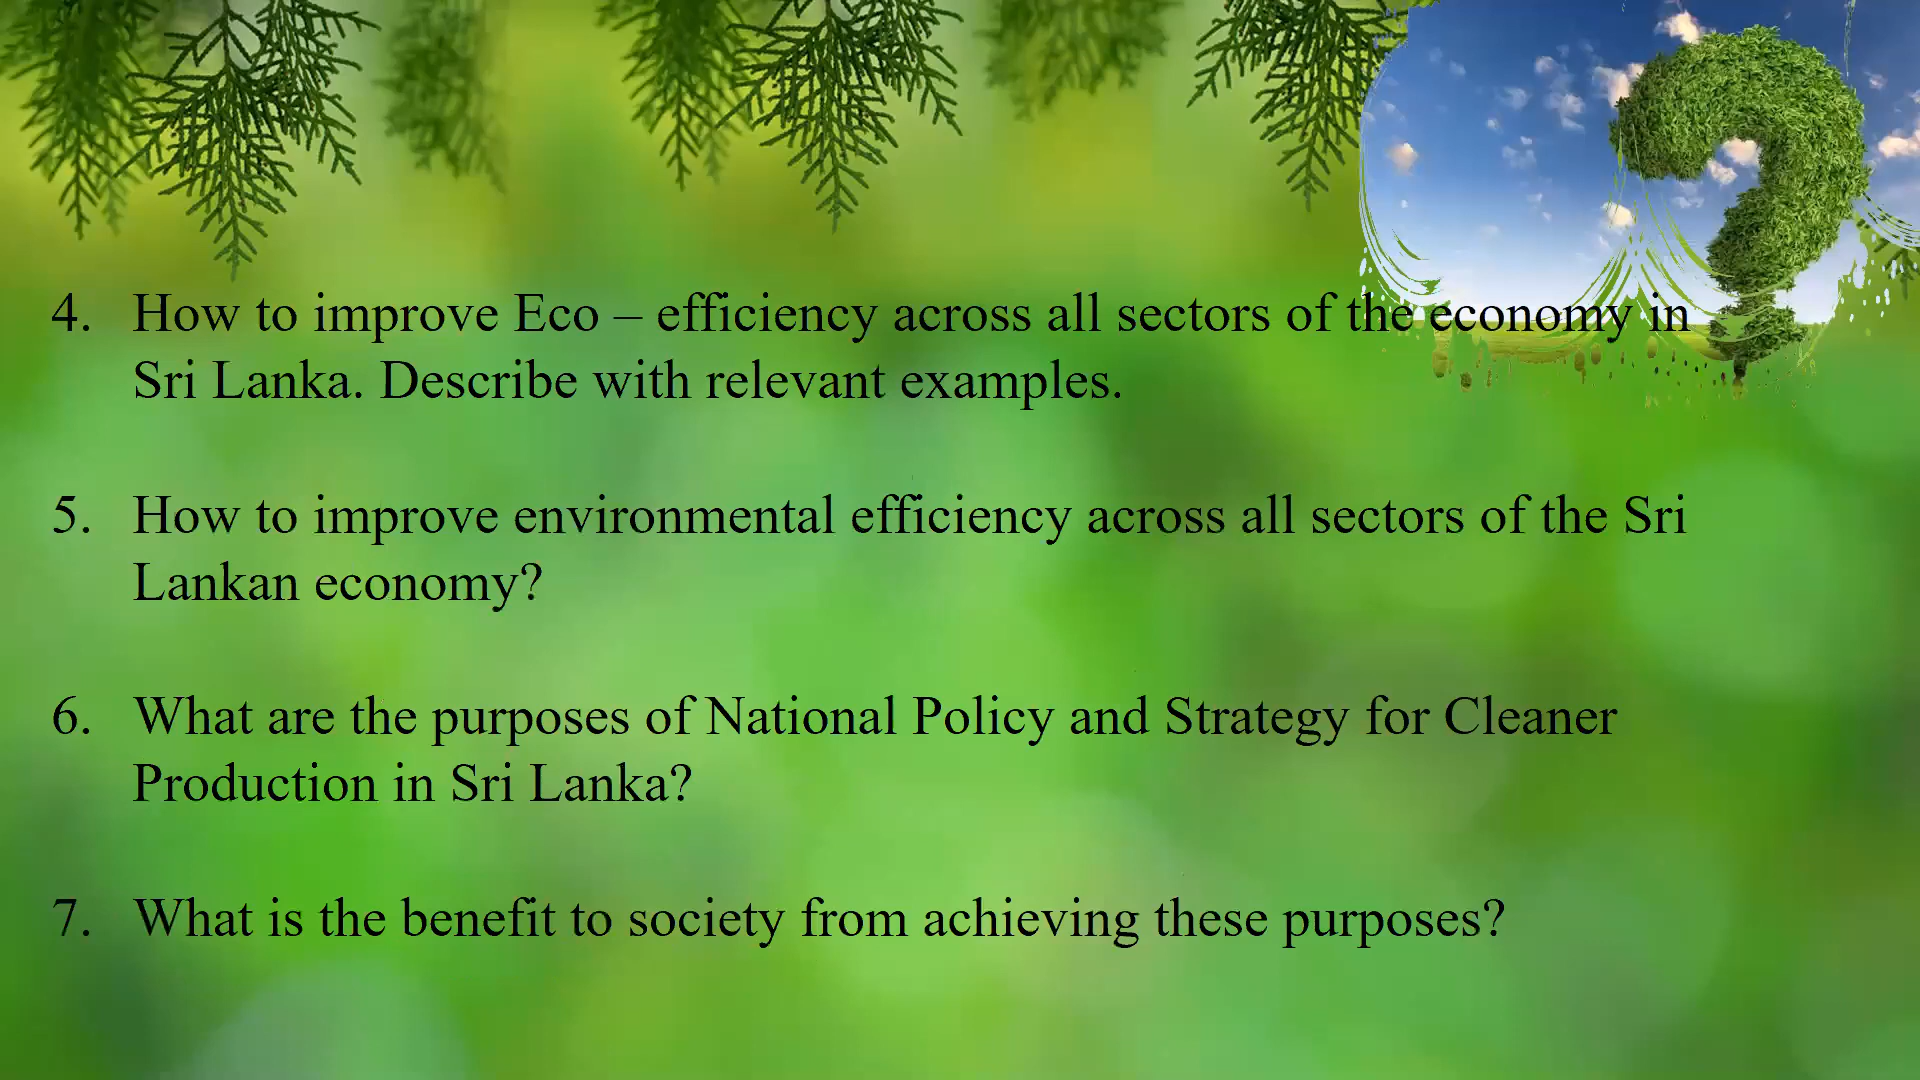 4. How to improve Eco – efficiency across all sectors of the economy in
Sri Lanka. Describe with relevant examples.
5. How to improve environmental efficiency across all sectors of the Sri
Lankan economy?
6. What are the purposes of National Policy and Strategy for Cleaner
Production in Sri Lanka?
7. What is the benefit to society from achieving these purposes?